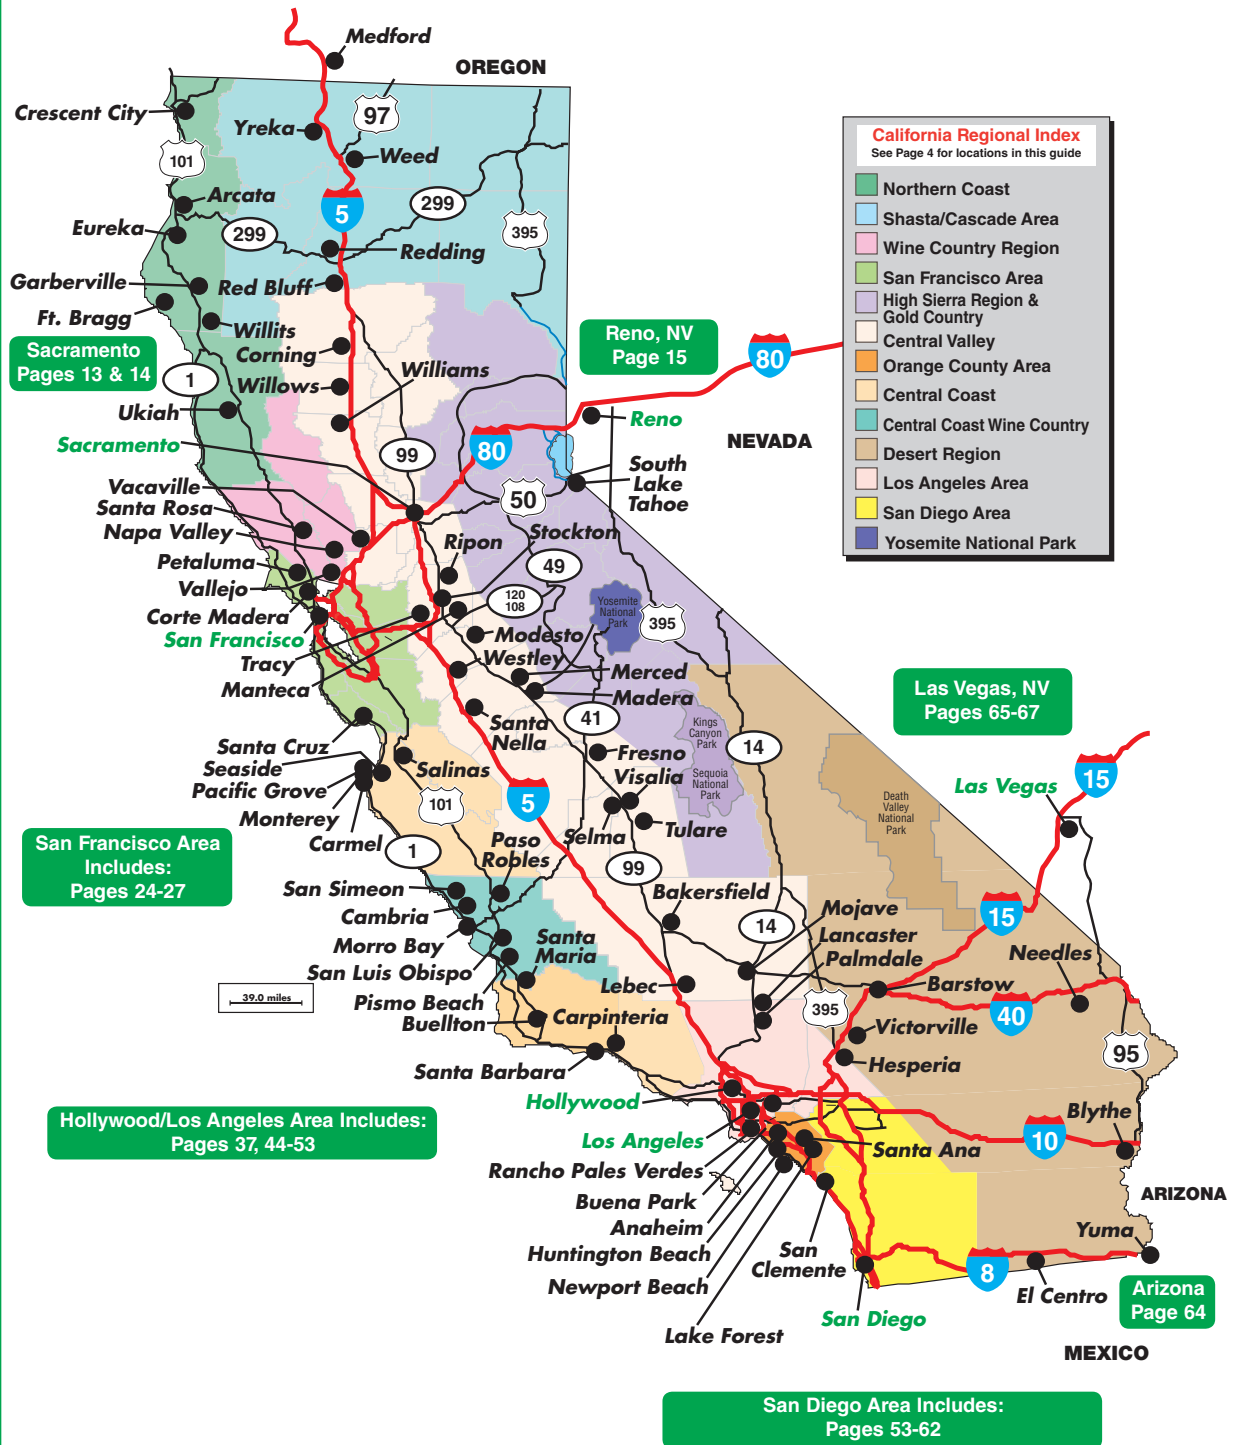 Medford
OREGON
Crescent City
97
Yreka
101
Weed
Arcata
5
299
Eureka
299
395
Redding
Garberville
Red Bluff
Ft. Bragg
Willits
Corning
Sacramento
Pages 13 & 14
1
Willows
Williams
Ukiah
Sacramento
99
80
Reno, NV
Page 15
80
Reno
NEVADA
California Regional Index
See Page 4 for locations in this guide
Northern Coast
Shasta/Cascade Area
Wine Country Region
San Francisco Area
High Sierra Region &
Gold Country
Central Valley
Orange County Area
Central Coast
Central Coast Wine Country
Desert Region
Los Angeles Area
San Diego Area
Yosemite National Park
South
Lake
Tahoe
50
Vacaville
Santa Rosa
Napa Valley
Petaluma
Vallejo
Corte Madera
San Francisco
Tracy
Manteca
Stockton
Ripon
49
120
108
Yosemite
National
Park
395
Modesto
Westley
Merced
Madera
41
Kings
Canyon
Park
14
Sequoia
National
Park
Santa
Nella
Fresno
Visalia
Selma
Tulare
Santa Cruz
Seaside
Pacific Grove
Monterey
Carmel
Salinas
101
5
1
Paso
Robles
99
Las Vegas, NV
Pages 65-67
15
Las Vegas
Death
Valley
National
Park
San Francisco Area
Includes:
Pages 24-27
San Simeon
Cambria
Morro Bay
San Luis Obispo
Pismo Beach
Buellton
Santa
Maria
Bakersfield
14
Mojave
Lancaster
Palmdale
15
Needles
Lebec
Barstow
395
40
39.0 miles
Carpinteria
Victorville
Hesperia
95
Santa Barbara
Hollywood
Los Angeles
Hollywood/Los Angeles Area Includes:
Pages 37, 44-53
Rancho Pales Verdes
Buena Park
Anaheim
Huntington Beach
Newport Beach
Lake Forest
Santa Ana
10
Blythe
ARIZONA
San
Clemente
Yuma
8
El Centro
San Diego
Arizona
Page 64
MEXICO
San Diego Area Includes:
Pages 53-62